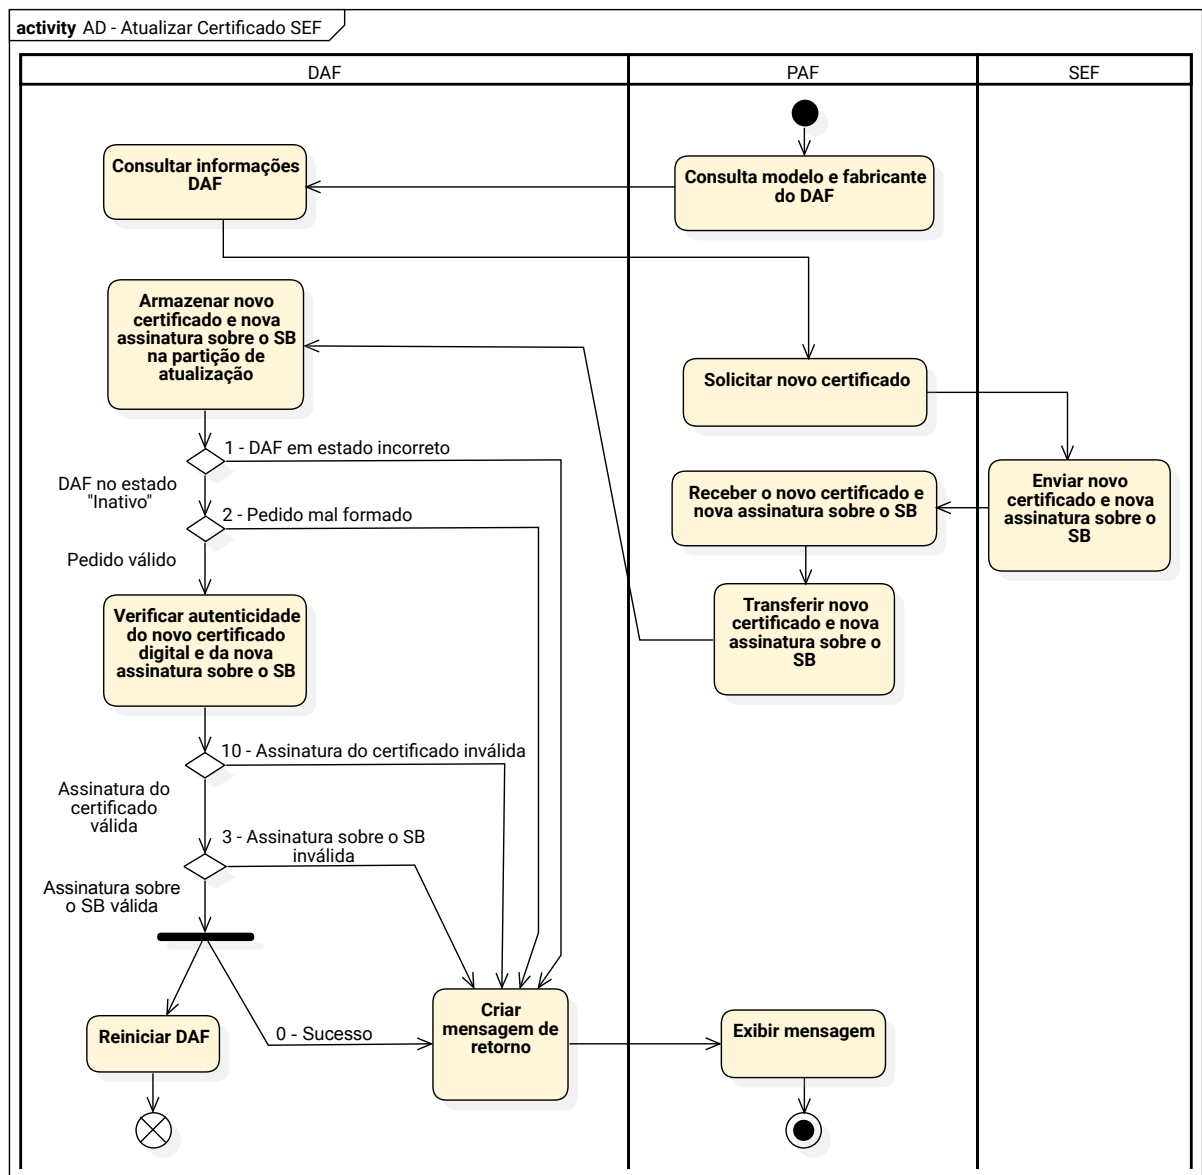 activity AD - Atualizar Certificado SEF
DAF
PAF
SEF
Consultar informações
DAF
Consulta modelo e fabricante
do DAF
Armazenar novo
certificado e nova
assinatura sobre o SB
na partição de
atualização
Solicitar novo certificado
1 - DAF em estado incorreto
DAF no estado
"Inativo"
Receber o novo certificado e
nova assinatura sobre o SB
Enviar novo
certificado e nova
assinatura sobre o
SB
2 - Pedido mal formado
Pedido válido
Verificar autenticidade
do novo certificado
digital e da nova
assinatura sobre o SB
Transferir novo
certificado e nova
assinatura sobre o
SB
10 - Assinatura do certificado inválida
Assinatura do
certificado
válida
3 - Assinatura sobre o SB
inválida
Assinatura sobre
o SB válida
Reiniciar DAF
0 - Sucesso
Criar
mensagem de
retorno
Exibir mensagem